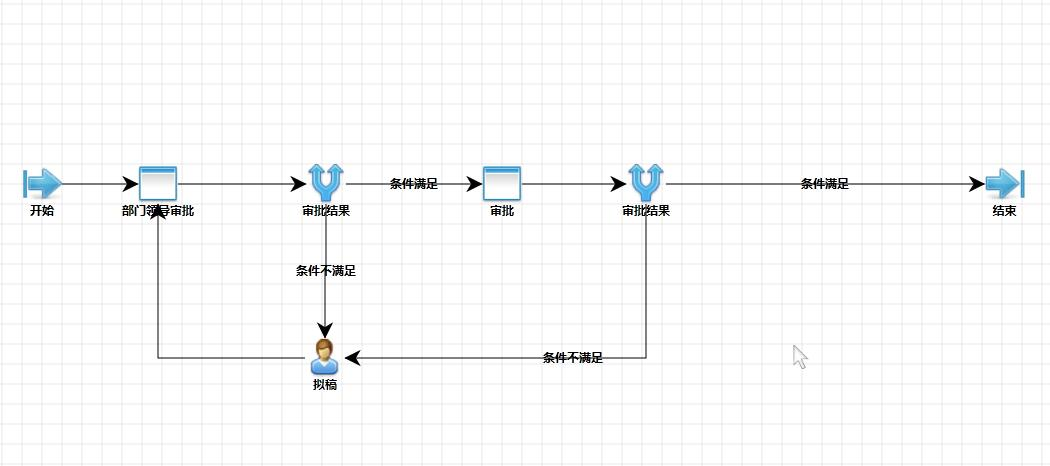 条件满足
条件满足
开始
部门领导审批
审批结果
审批
审批结果
结束
条件不满足
条件不满足
拟稿